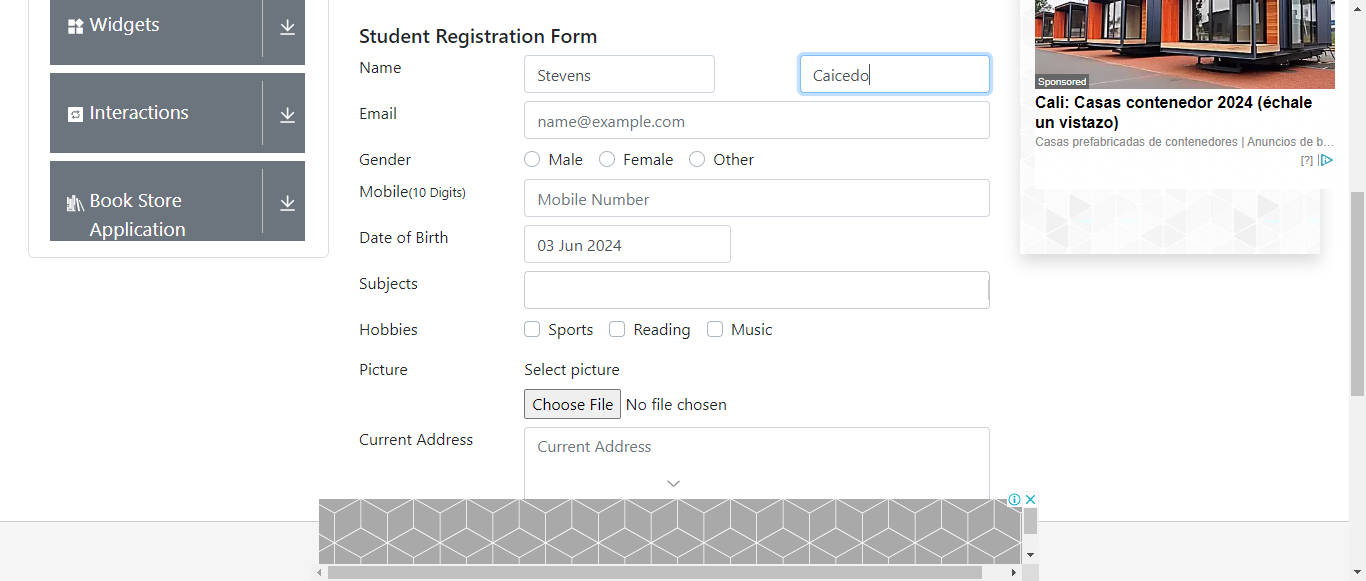 Widgets
Interactions
Book Store
Application
Student Registration Form
Name
Stevens
Caicedo
Email
name@example.com
Gender
Male
Female
Other
Mobile(10 Digits)
Mobile Number
Date of Birth
03 Jun 2024
Subjects
Hobbies
Sports
Reading
Music
Picture
Select picture
Choose File
No file chosen
Current Address
Current Address
Sponsored
Cali: Casas contenedor 2024 (échale
un vistazo)
Casas prefabricadas de contenedores | Anuncios de b...
[?]